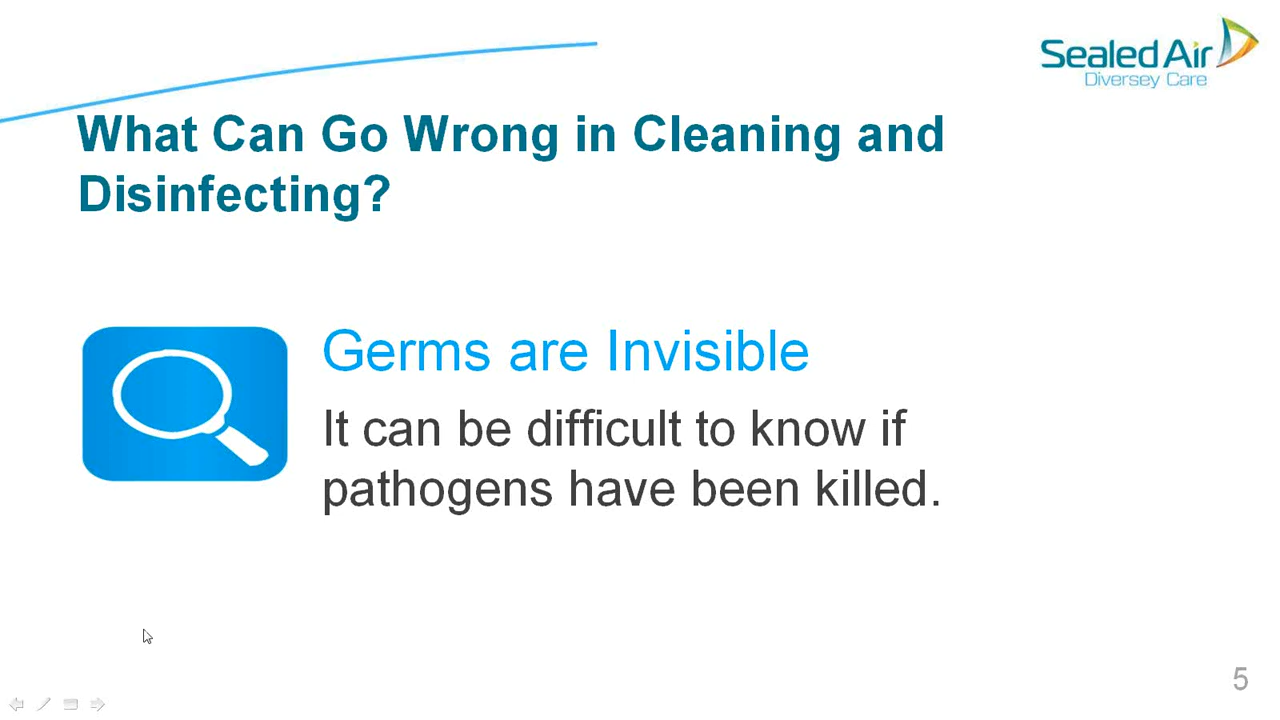 Sealed Air
Diversey Care
What Can Go Wrong in Cleaning and
Disinfecting?
Germs are Invisible
It can be difficult to know if
pathogens have been killed.
5